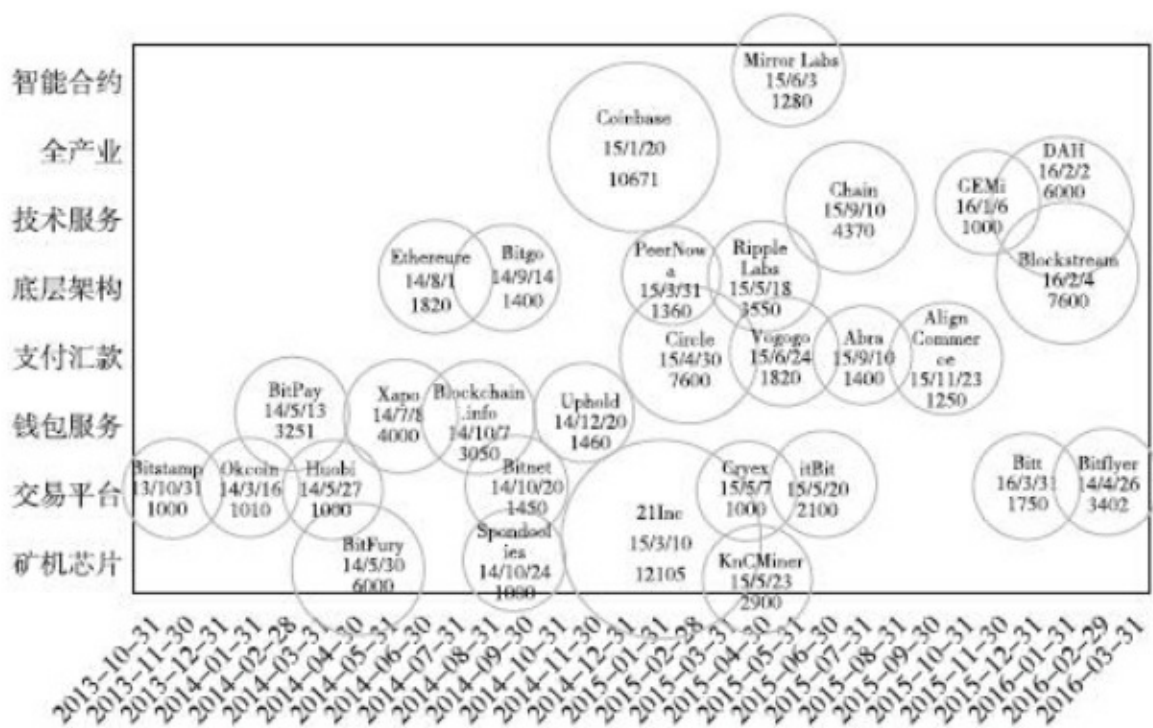 智能合约
全产业
技术服务
底层架构
支付汇款
钱包服务
交易平台
矿机芯片
Mirror Labs
15/6/3
1280
Coinbase
15/1/20
10671
DAH
16/2/2
6000
GEMi
16/1/6
1000
Chain
15/9/10
4370
Ethereure
14/8/1
1820
Bitgo
14/9/14
1400
PeerNow
a
15/3/31
1360
Ripple
Labs
15/5/18
3550
Blockstream
16/2/4
7600
Circle
15/4/30
7600
Vogogo
15/6/24
1820
Abra
15/9/10
1400
Align
Commer
ce
15/11/23
1250
BitPay
14/5/13
3251
Xapo
14/7/8
4000
Blockchain
.info
14/10/7
3050
Uphold
14/12/20
1460
Bitstamp
13/10/31
1000
Okcoin
14/3/16
1010
Huobi
14/5/27
1000
Bitnet
14/10/20
1450
21Inc
15/3/10
12105
Cryex
15/5/7
1000
itBit
15/5/20
2100
Bitt
16/3/31
1750
Bitflyer
14/4/26
3402
BitFury
14/5/30
6000
Spondool
ies
14/10/24
1000
KnCMiner
15/5/23
2900
2013-10-31
2013-11-30
2013-12-31
2014-01-31
2014-02-28
2014-03-31
2014-04-30
2014-05-31
2014-06-30
2014-07-31
2014-08-31
2014-09-30
2014-10-31
2014-11-30
2014-12-31
2015-01-31
2015-02-28
2015-03-31
2015-04-30
2015-05-31
2015-06-30
2015-07-31
2015-08-31
2015-09-30
2015-10-31
2015-11-30
2015-12-31
2016-01-31
2016-02-29
2016-03-31